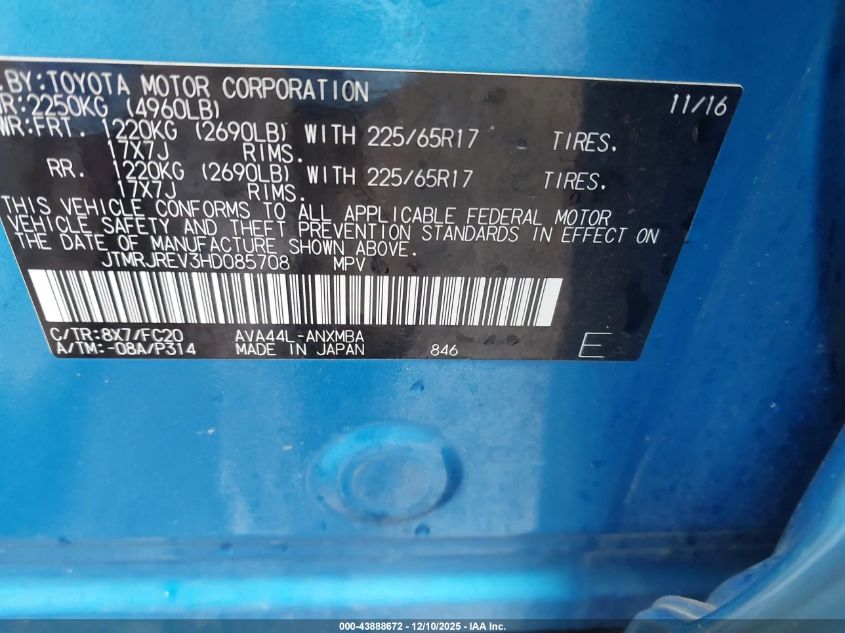 .BY: TOYOTA MOTOR CORPORATION 11/16
R: 2250KG (4960LB)
WR: FRT. 1220KG (2690LB) WITH 225/65R17 TIRES.
17X7J RIMS.
RR. 1220KG (2690LB) WITH 225/65R17 TIRES.
17X7J RIMS.
THIS VEHICLE CONFORMS TO ALL APPLICABLE FEDERAL MOTOR
VEHICLE SAFETY AND THEFT PREVENTION STANDARDS IN EFFECT ON
THE DATE OF MANUFACTURE SHOWN ABOVE.
JTMRJREV3HD085708 MPV
C/TR: 8X7/FC20 AVA44L-ANXMBA
A/TM: -08A/P314 MADE IN JAPAN 846 E
000-43888672 - 12/10/2025 - IAA Inc.